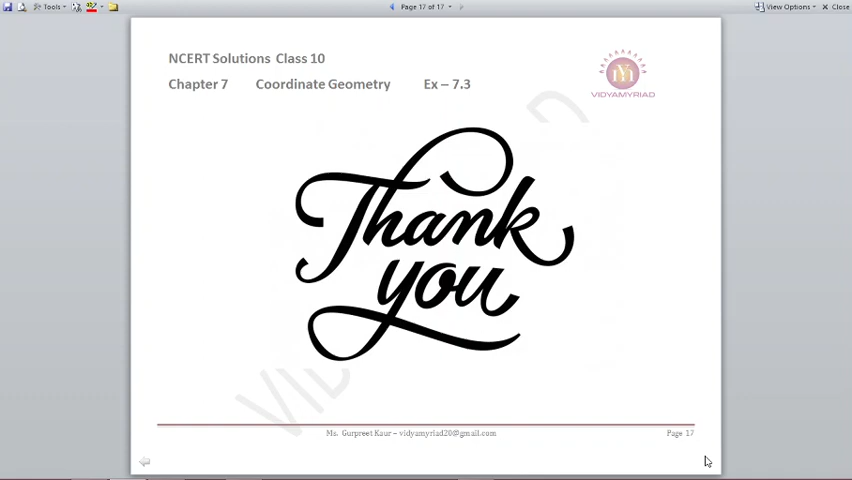 Tools
Page 17 of 17
View Options
Close
NCERT Solutions Class 10
Chapter 7 Coordinate Geometry Ex – 7.3
VIDYAMYRIAD
Thank
you
Ms. Gurpreet Kaur – vidyamyriad20@gmail.com
Page 17